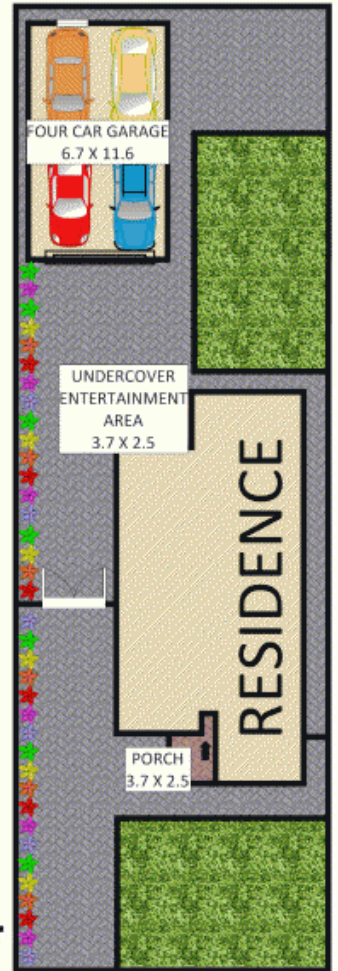 FOUR CAR GARAGE
6.7 X 11.6
UNDERCOVER
ENTERTAINMENT
AREA
3.7 X 2.5
RESIDENCE
PORCH
3.7 X 2.5